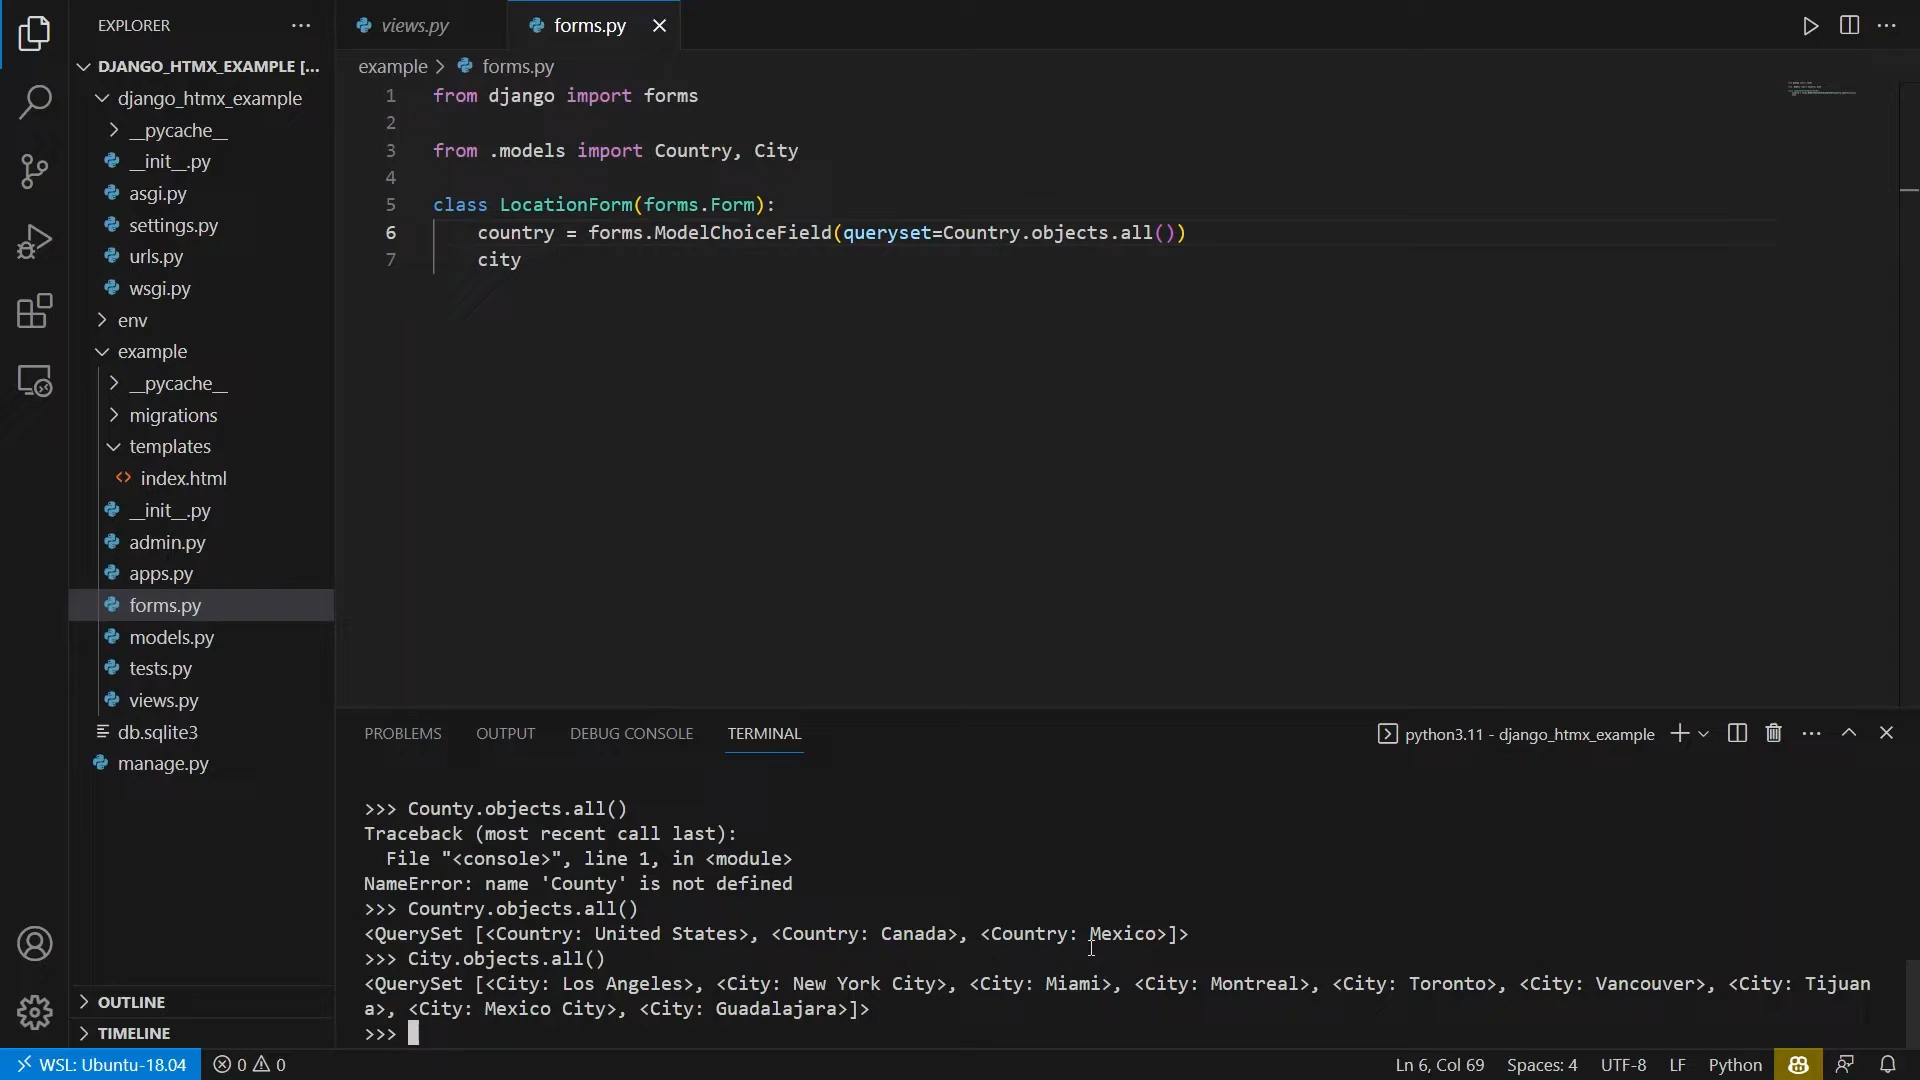 EXPLORER
DJANGO_HTMX_EXAMPLE [...
django_htmx_example
__pycache__
__init__.py
asgi.py
settings.py
urls.py
wsgi.py
env
example
__pycache__
migrations
templates
index.html
__init__.py
admin.py
apps.py
forms.py
models.py
tests.py
views.py
db.sqlite3
manage.py
OUTLINE
TIMELINE
views.py
forms.py
example > forms.py
1 from django import forms
2
3 from .models import Country, City
4
5 class LocationForm(forms.Form):
6 country = forms.ModelChoiceField(queryset=Country.objects.all())
7 city
PROBLEMS OUTPUT DEBUG CONSOLE TERMINAL
python3.11 - django_htmx_example
>>> County.objects.all()
Traceback (most recent call last):
File "<console>", line 1, in <module>
NameError: name 'County' is not defined
>>> Country.objects.all()
<QuerySet [<Country: United States>, <Country: Canada>, <Country: Mexico>]>
>>> City.objects.all()
<QuerySet [<City: Los Angeles>, <City: New York City>, <City: Miami>, <City: Montreal>, <City: Toronto>, <City: Vancouver>, <City: Tijuan
a>, <City: Mexico City>, <City: Guadalajara>]>
>>>
WSL: Ubuntu-18.04 0 0 Ln 6, Col 69 Spaces: 4 UTF-8 LF Python